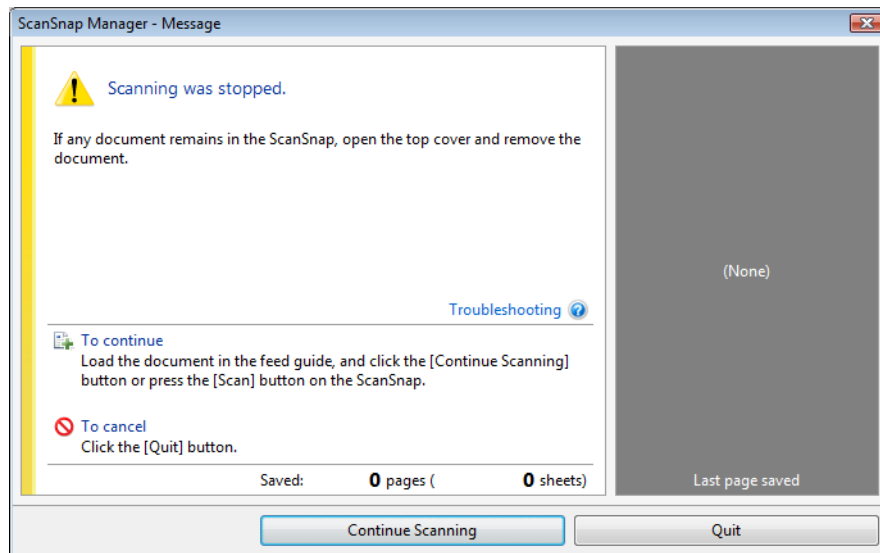 ScanSnap Manager - Message
Scanning was stopped.
If any document remains in the ScanSnap, open the top cover and remove the
document.
(None)
Troubleshooting
To continue
Load the document in the feed guide, and click the [Continue Scanning]
button or press the [Scan] button on the ScanSnap.
To cancel
Click the [Quit] button.
Saved: 0 pages ( 0 sheets)
Last page saved
Continue Scanning Quit